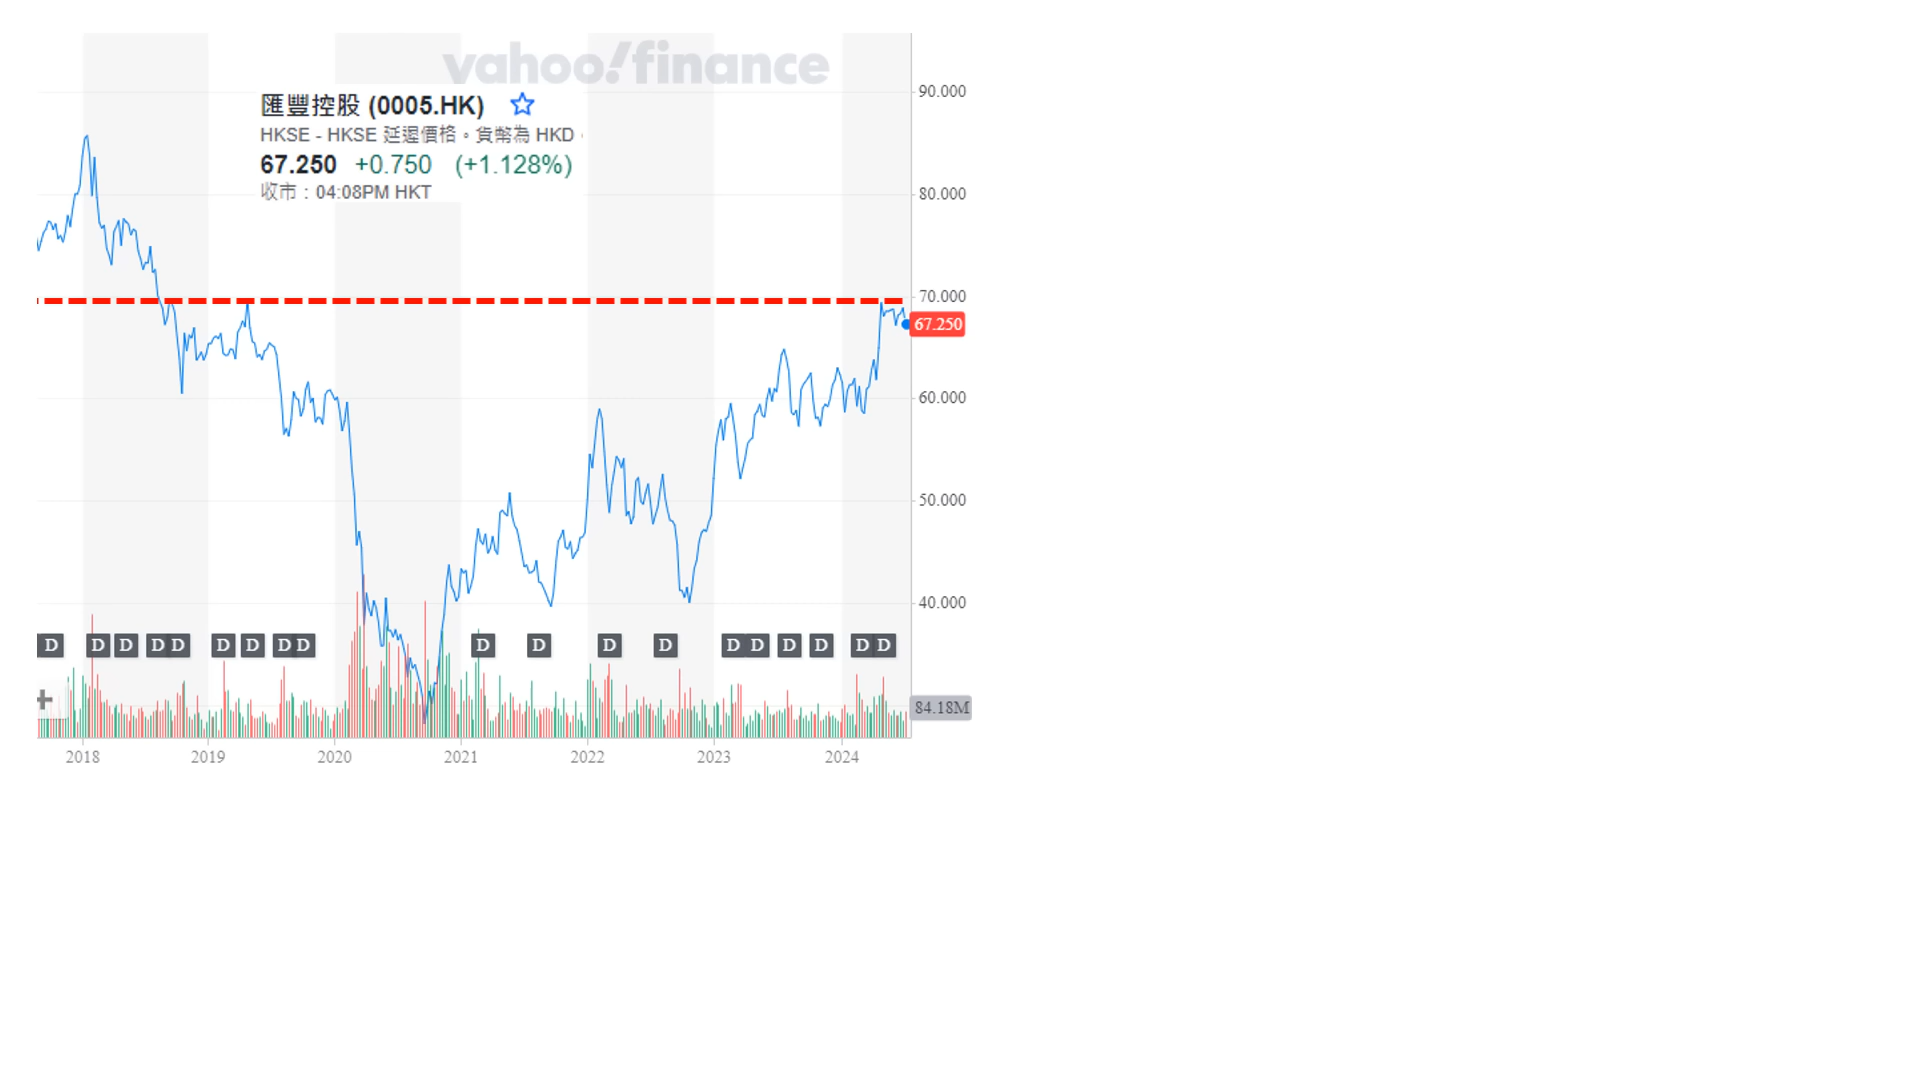 yahoo!finance
90.000
匯豐控股 (0005.HK)
HKSE - HKSE 延遲價格。貨幣為 HKD
67.250 +0.750 (+1.128%)
收市：04:08PM HKT
80.000
70.000
67.250
60.000
50.000
40.000
D D D D D D D D D D D D D D D D D D D
84.18M
2018 2019 2020 2021 2022 2023 2024